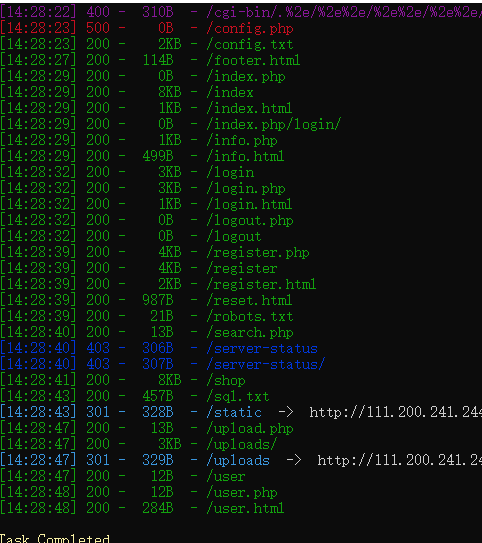 [14:28:22] 400 -   310B  - /cgi-bin/.%2e/%2e%2e/%2e%2e/%2e%2e/
[14:28:23] 500 -     0B  - /config.php
[14:28:23] 200 -    2KB - /config.txt
[14:28:27] 200 -   114B  - /footer.html
[14:28:29] 200 -     0B  - /index.php
[14:28:29] 200 -    8KB - /index
[14:28:29] 200 -    1KB - /index.html
[14:28:29] 200 -     0B  - /index.php/login/
[14:28:29] 200 -    1KB - /info.php
[14:28:29] 200 -   499B  - /info.html
[14:28:32] 200 -    3KB - /login
[14:28:32] 200 -    3KB - /login.php
[14:28:32] 200 -    1KB - /login.html
[14:28:32] 200 -     0B  - /logout.php
[14:28:32] 200 -     0B  - /logout
[14:28:39] 200 -    4KB - /register.php
[14:28:39] 200 -    4KB - /register
[14:28:39] 200 -    2KB - /register.html
[14:28:39] 200 -   987B  - /reset.html
[14:28:39] 200 -    21B  - /robots.txt
[14:28:40] 200 -    13B  - /search.php
[14:28:40] 403 -   306B  - /server-status
[14:28:40] 403 -   307B  - /server-status/
[14:28:41] 200 -    8KB - /shop
[14:28:43] 200 -   457B  - /sql.txt
[14:28:43] 301 -   328B  - /static  ->  http://111.200.241.244
[14:28:47] 200 -    13B  - /upload.php
[14:28:47] 200 -    3KB - /uploads/
[14:28:47] 301 -   329B  - /uploads  ->  http://111.200.241.24
[14:28:47] 200 -    12B  - /user
[14:28:48] 200 -    12B  - /user.php
[14:28:48] 200 -   284B  - /user.html
Task Completed